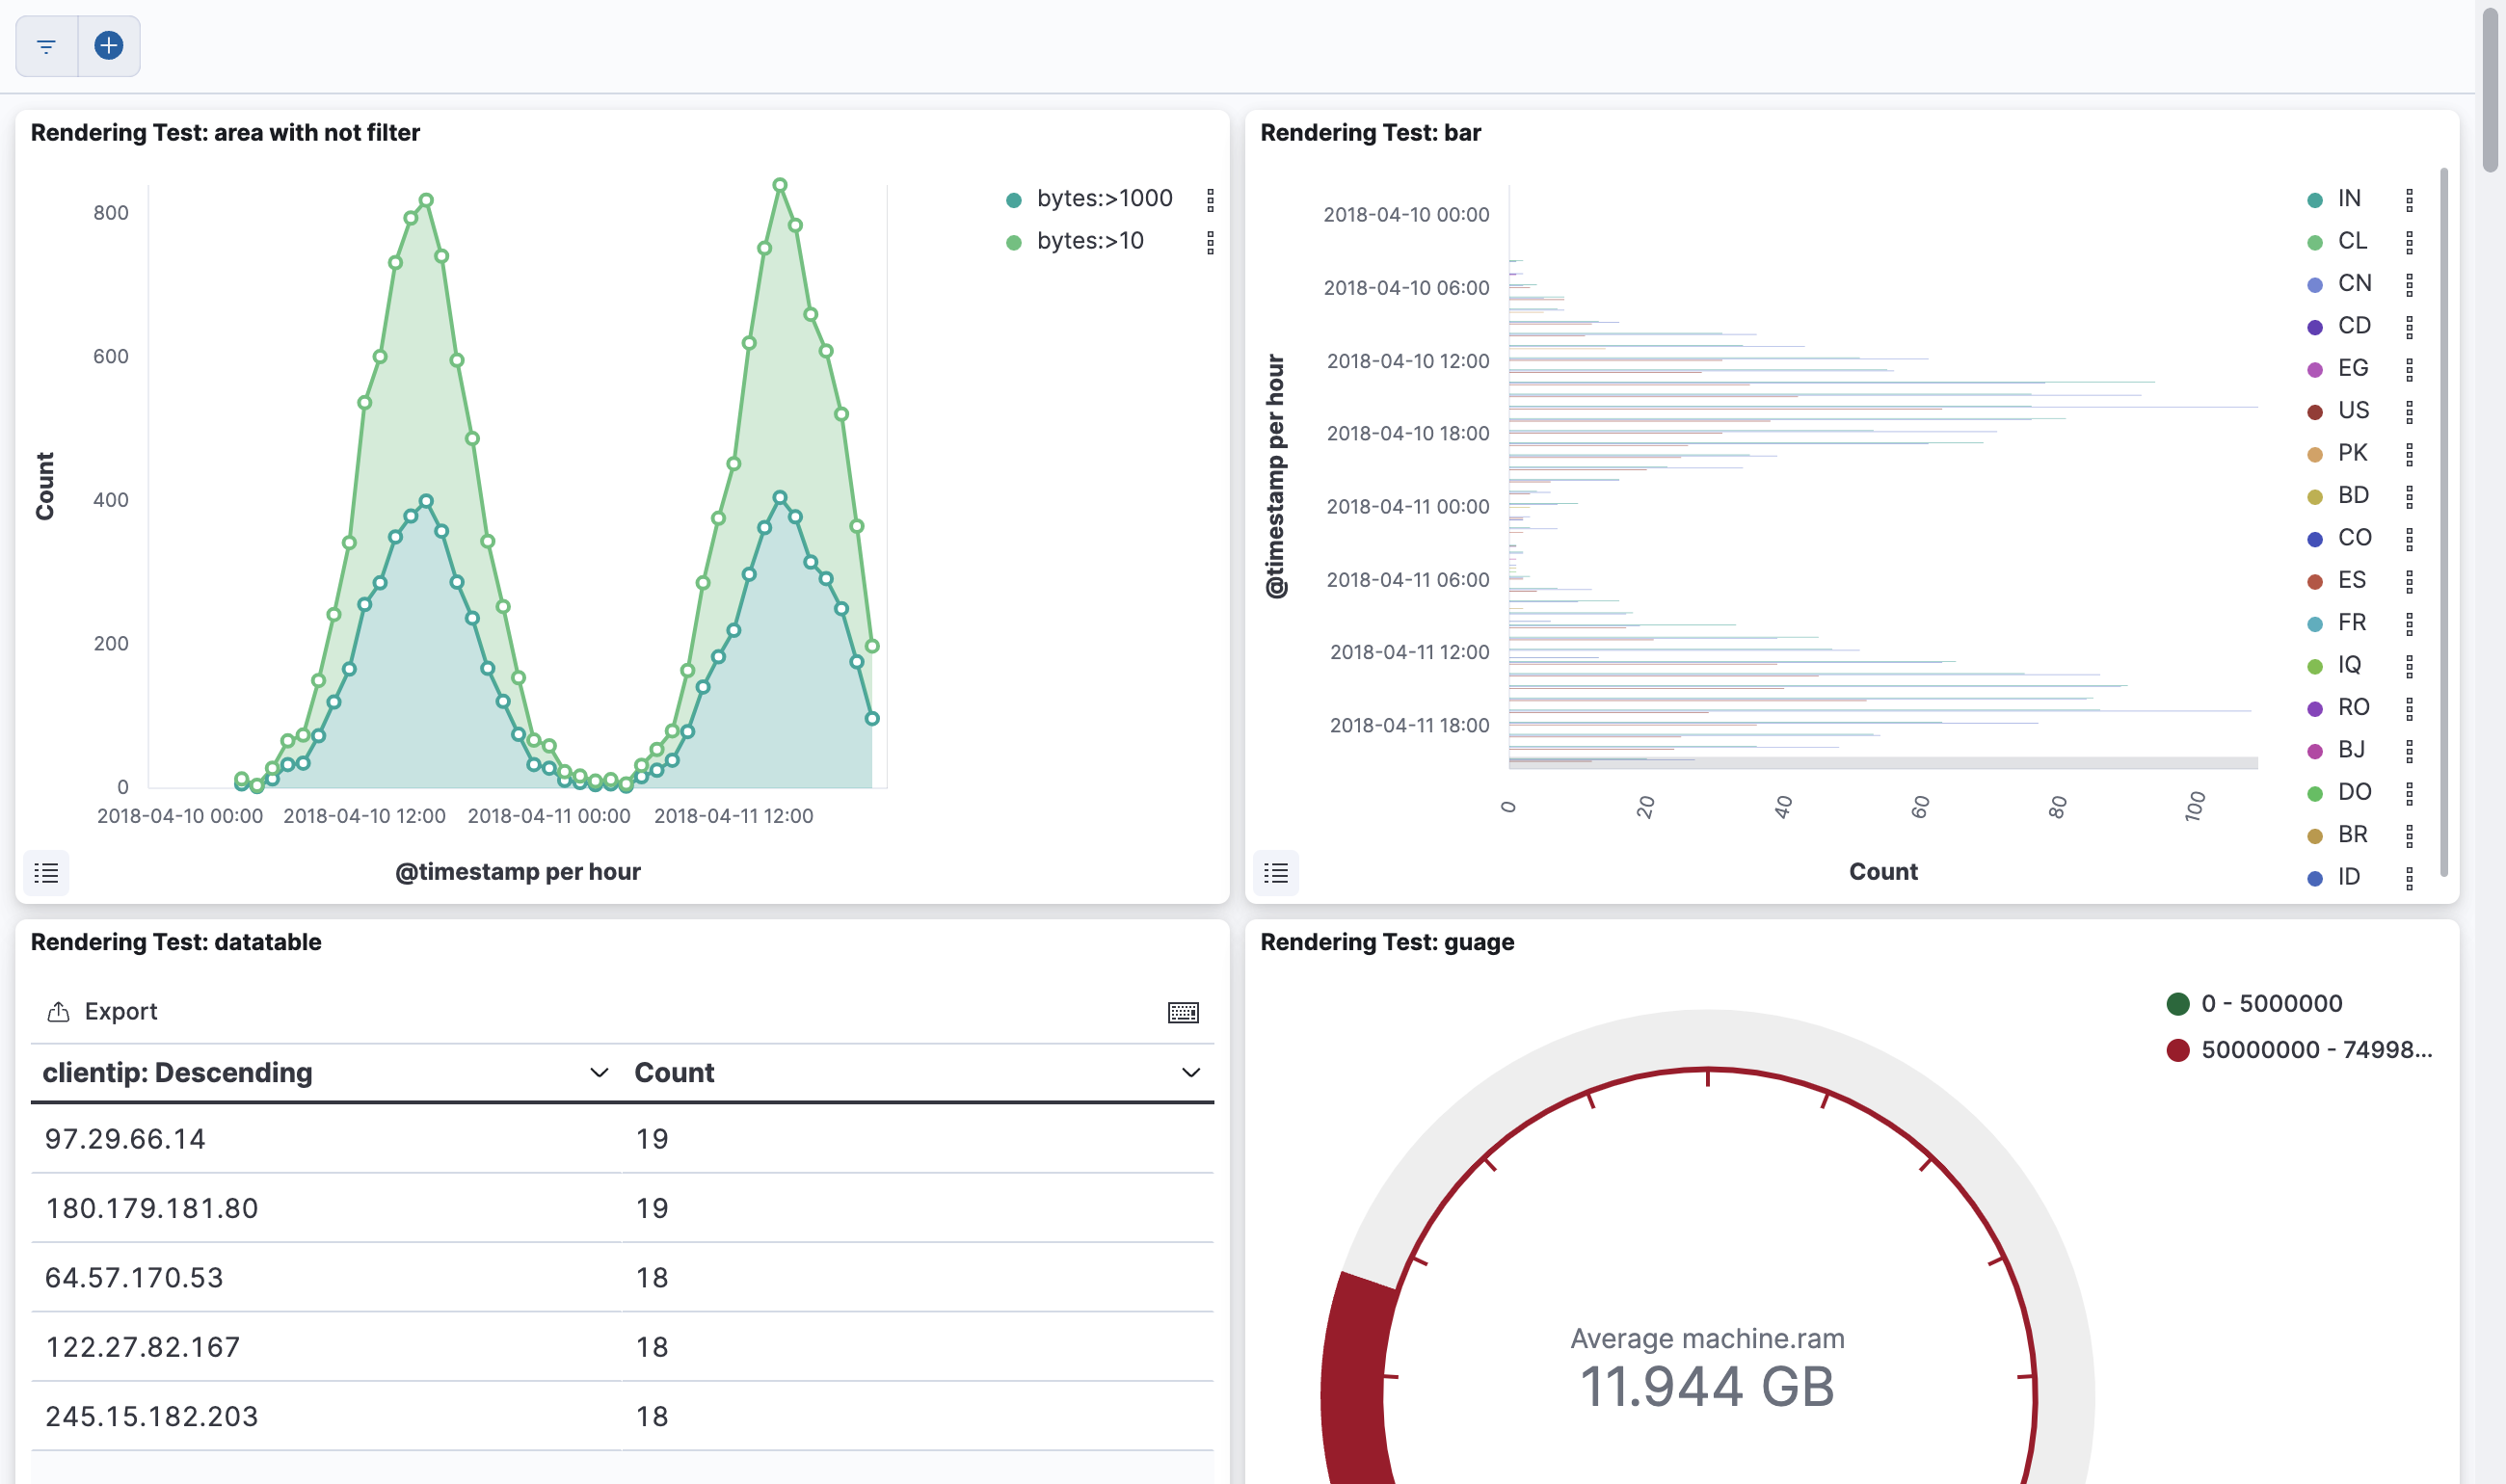 Rendering Test: area with not filter
800
600
400
200
0
Count
2018-04-10 00:00
2018-04-10 12:00
2018-04-11 00:00
2018-04-11 12:00
@timestamp per hour
bytes:>1000
bytes:>10
Rendering Test: bar
@timestamp per hour
2018-04-10 00:00
2018-04-10 06:00
2018-04-10 12:00
2018-04-10 18:00
2018-04-11 00:00
2018-04-11 06:00
2018-04-11 12:00
2018-04-11 18:00
0
20
40
60
80
100
Count
IN
CL
CN
CD
EG
US
PK
BD
CO
ES
FR
IQ
RO
BJ
DO
BR
ID
Rendering Test: datatable
Export
clientip: Descending Count
97.29.66.14 19
180.179.181.80 19
64.57.170.53 18
122.27.82.167 18
245.15.182.203 18
Rendering Test: guage
0 - 5000000
50000000 - 74998...
Average machine.ram
11.944 GB